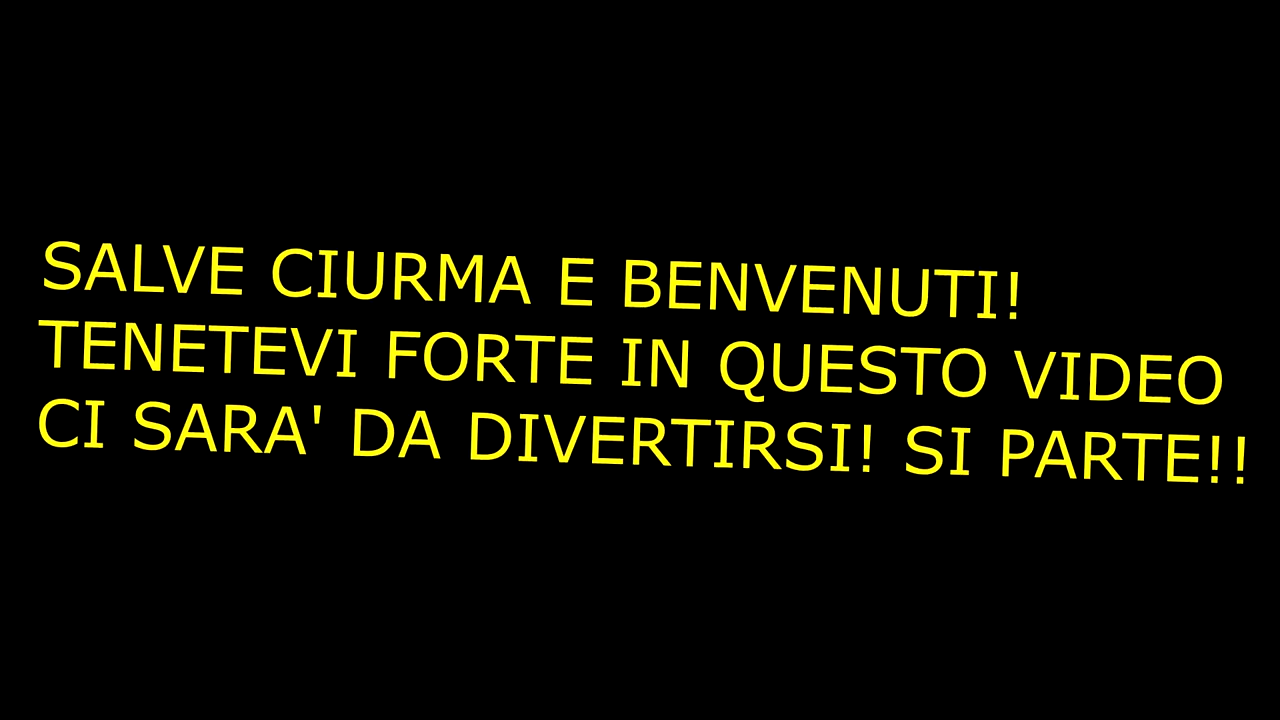 SALVE CIURMA E BENVENUTI!
TENETEVI FORTE IN QUESTO VIDEO
CI SARA' DA DIVERTIRSI! SI PARTE!!